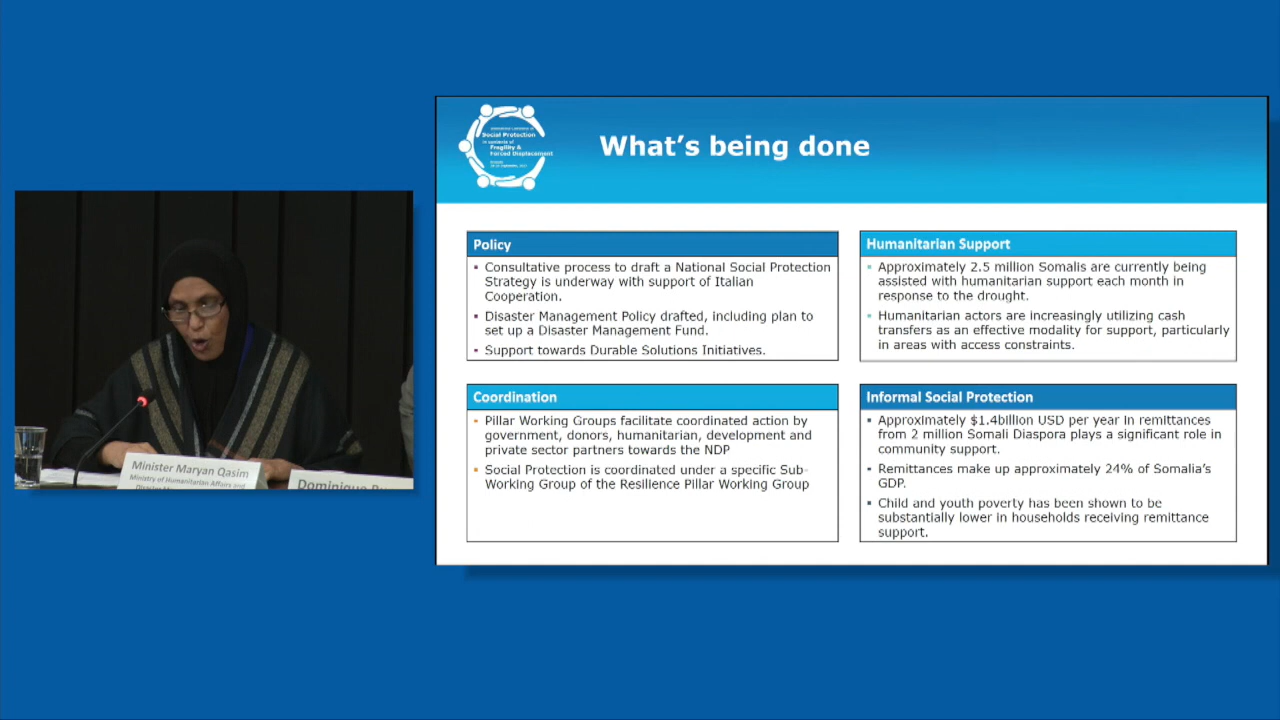 International Conference on
Social Protection
in contexts of
Fragility &
Forced Displacement
What's being done
Policy
Consultative process to draft a National Social Protection
Strategy is underway with support of Italian
Cooperation.
Disaster Management Policy drafted, including plan to
set up a Disaster Management Fund.
Support towards Durable Solutions Initiatives.
Humanitarian Support
Approximately 2.5 million Somalis are currently being
assisted with humanitarian support each month in
response to the drought.
Humanitarian actors are increasingly utilizing cash
transfers as an effective modality for support, particularly
in areas with access constraints.
Coordination
Pillar Working Groups facilitate coordinated action by
government, donors, humanitarian, development and
private sector partners towards the NDP
Social Protection is coordinated under a specific Sub-
Working Group of the Resilience Pillar Working Group
Informal Social Protection
Approximately $1.4billion USD per year in remittances
from 2 million Somali Diaspora plays a significant role in
community support.
Remittances make up approximately 24% of Somalia's
GDP.
Child and youth poverty has been shown to be
substantially lower in households receiving remittance
support.
Minister Maryan Qasim
Ministry of Humanitarian Affairs and
Dominique